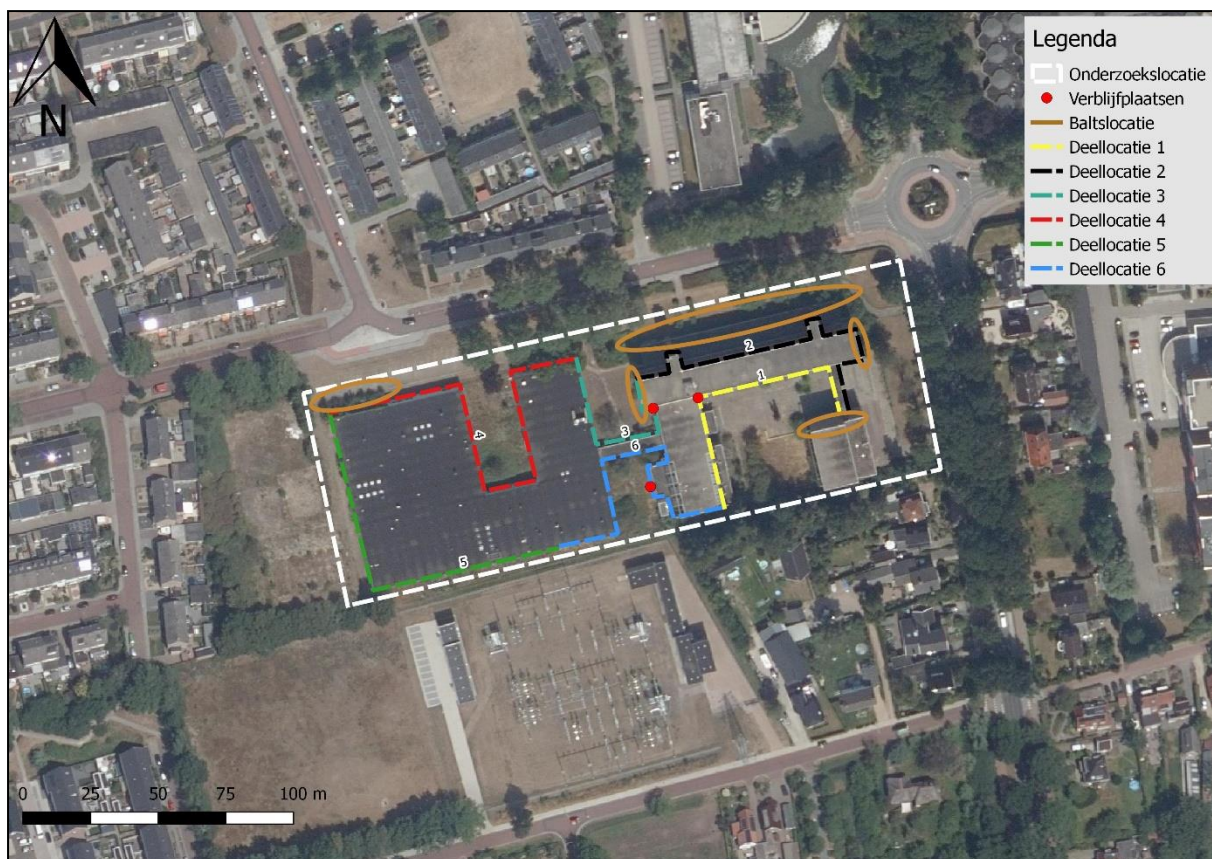 N
Legenda
Onderzoekslocatie
Verblijfplaatsen
Baltslocatie
Deellocatie 1
Deellocatie 2
Deellocatie 3
Deellocatie 4
Deellocatie 5
Deellocatie 6
2
1
3
4
6
5
0 25 50 75 100 m